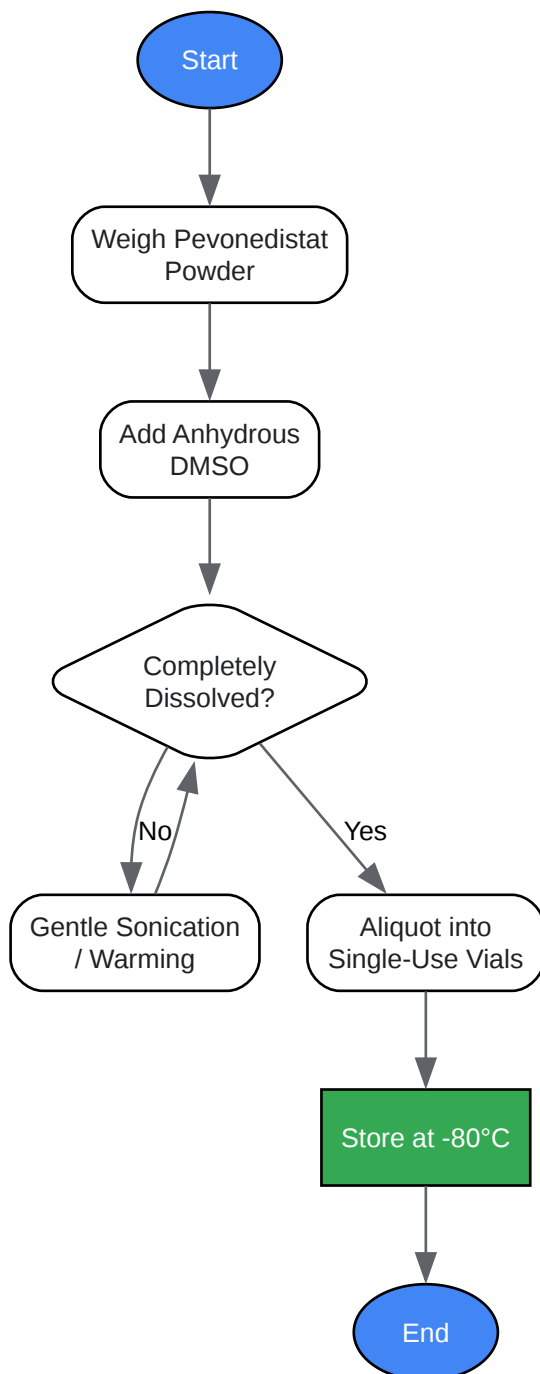 Start
Weigh Pevonedistat
Powder
Add Anhydrous
DMSO
Completely
Dissolved?
No
Yes
Gentle Sonication
/ Warming
Aliquot into
Single-Use Vials
Store at -80°C
End